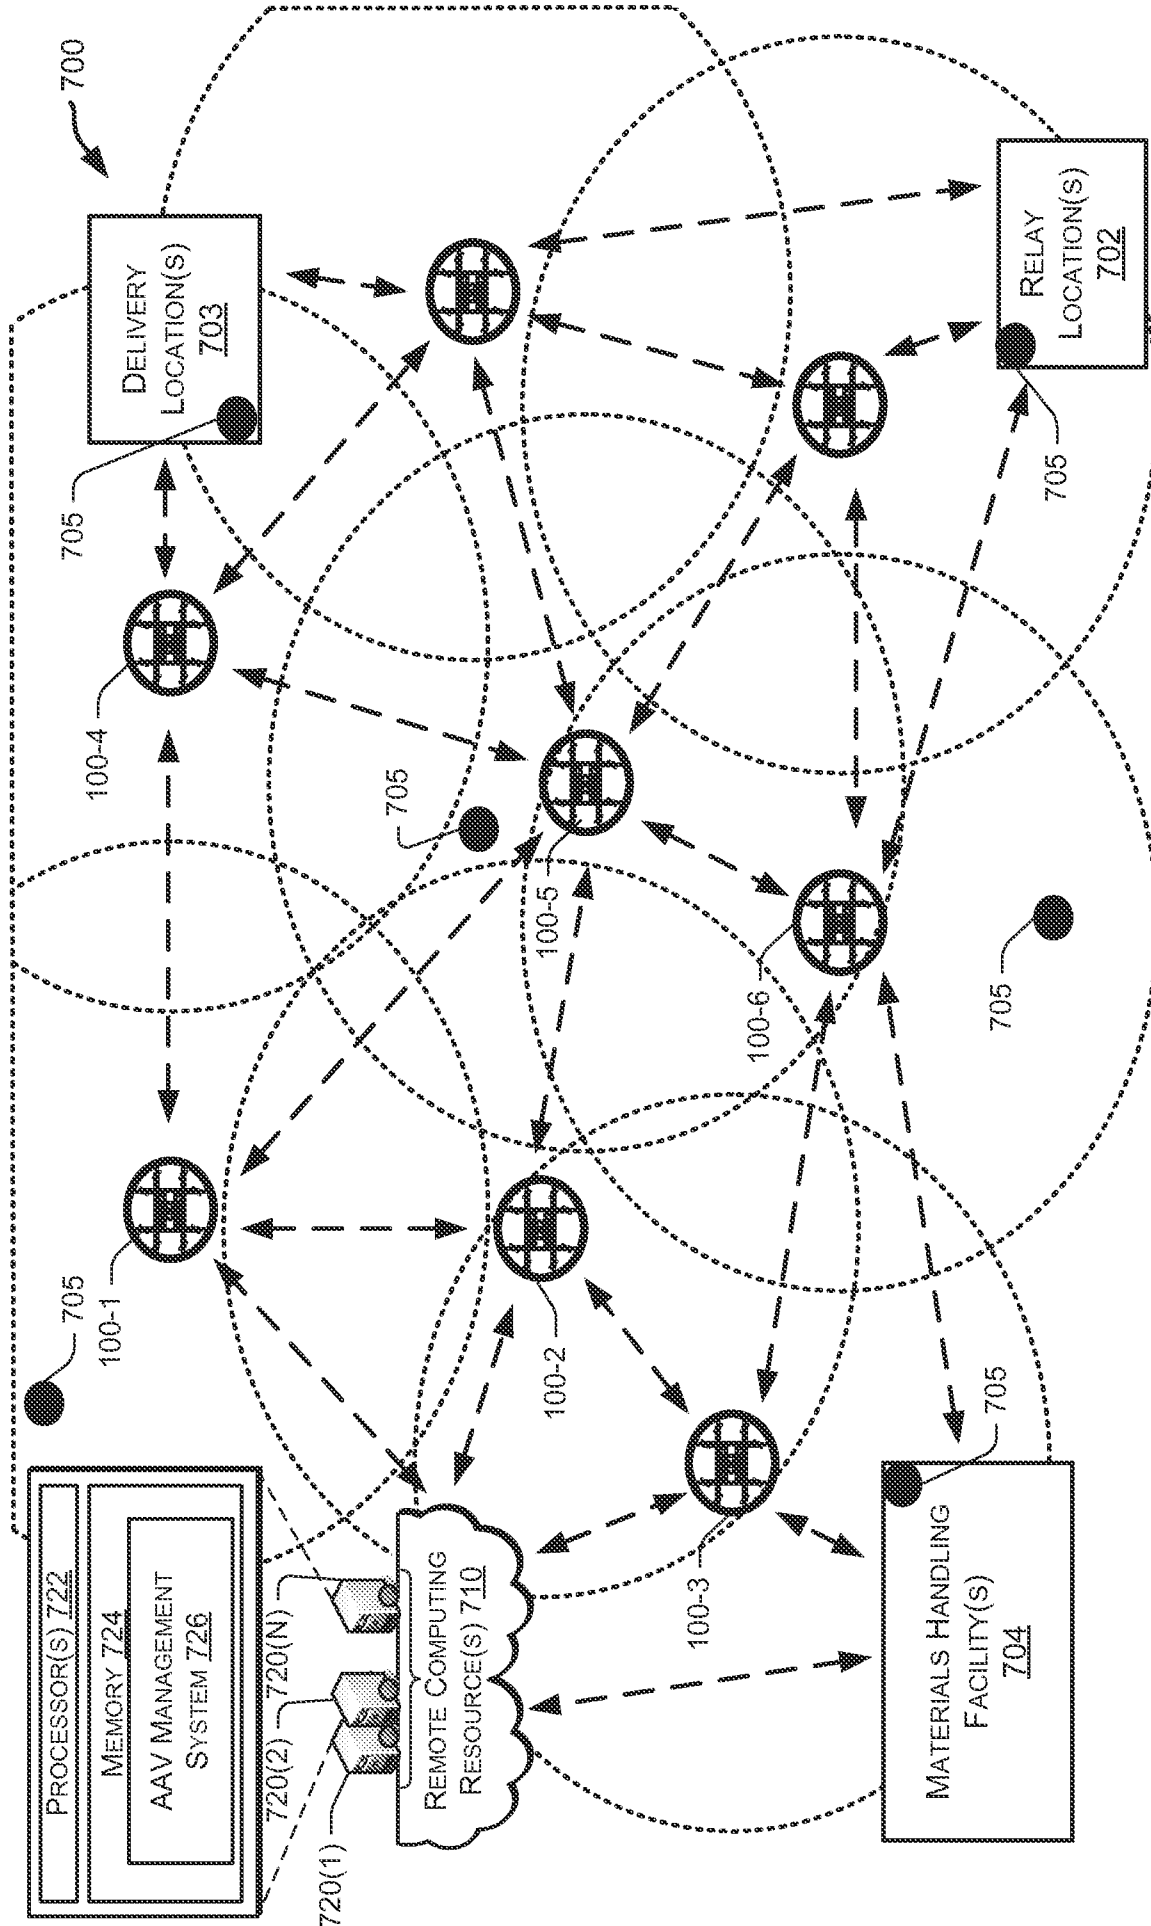 700
PROCESSOR(S) 722
MEMORY 724
AAV MANAGEMENT
SYSTEM 726
705
100-1
100-4
705
DELIVERY
LOCATION(S)
703
720(1)
720(2)
720(N)
REMOTE COMPUTING
RESOURCE(S) 710
100-2
705
100-5
100-3
100-6
MATERIALS HANDLING
FACILITY(S)
704
705
705
705
RELAY
LOCATION(S)
702